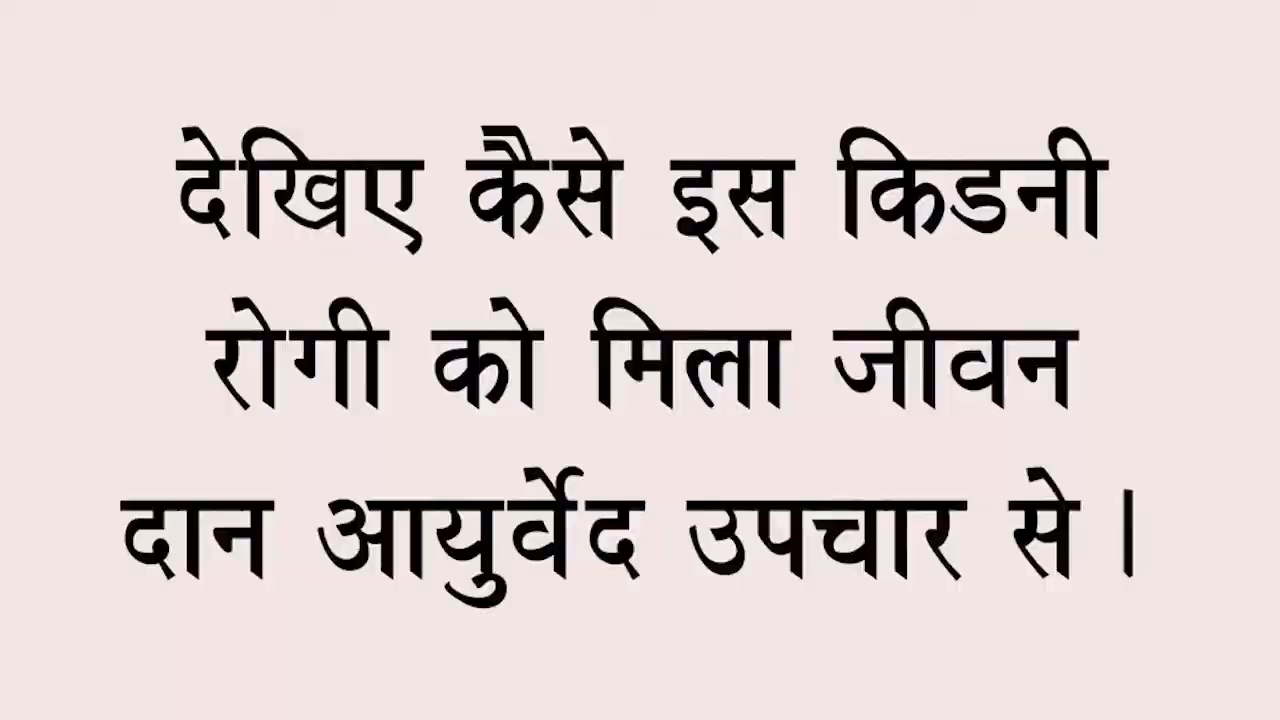 देखिए कैसे इस किडनी
रोगी को मिला जीवन
दान आयुर्वेद उपचार से।